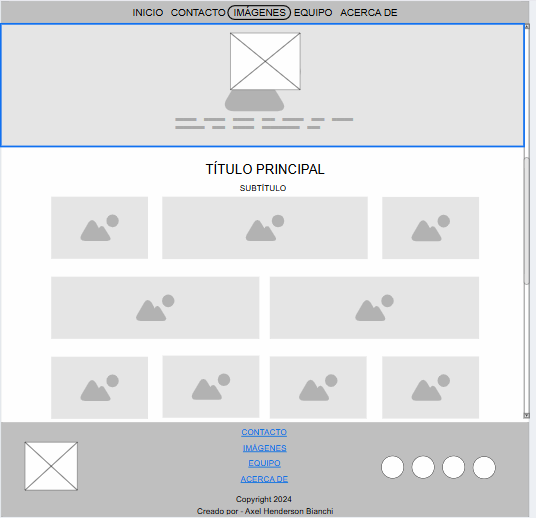 INICIO CONTACTO IMÁGENES EQUIPO ACERCA DE
TÍTULO PRINCIPAL
SUBTÍTULO
CONTACTO
IMÁGENES
EQUIPO
ACERCA DE
Copyright 2024
Creado por - Axel Henderson Bianchi